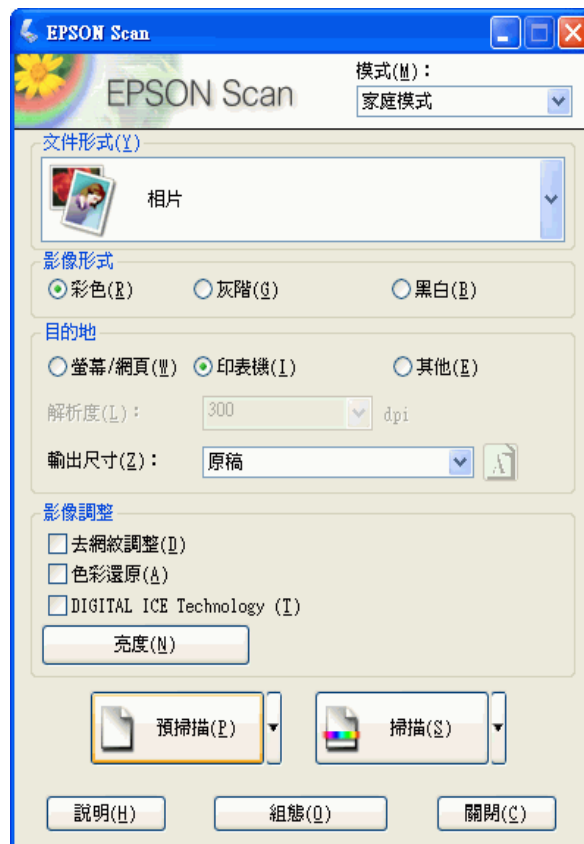 EPSON Scan
EPSON Scan
模式(M)：
家庭模式
文件形式(Y)
相片
影像形式
彩色(R) 灰階(G) 黑白(B)
目的地
螢幕/網頁(W) 印表機(I) 其他(E)
解析度(L)： 300 dpi
輸出尺寸(Z)： 原稿
影像調整
去網紋調整(D)
色彩還原(A)
DIGITAL ICE Technology (T)
亮度(N)
預掃描(P) 掃描(S)
說明(H) 組態(O) 關閉(C)